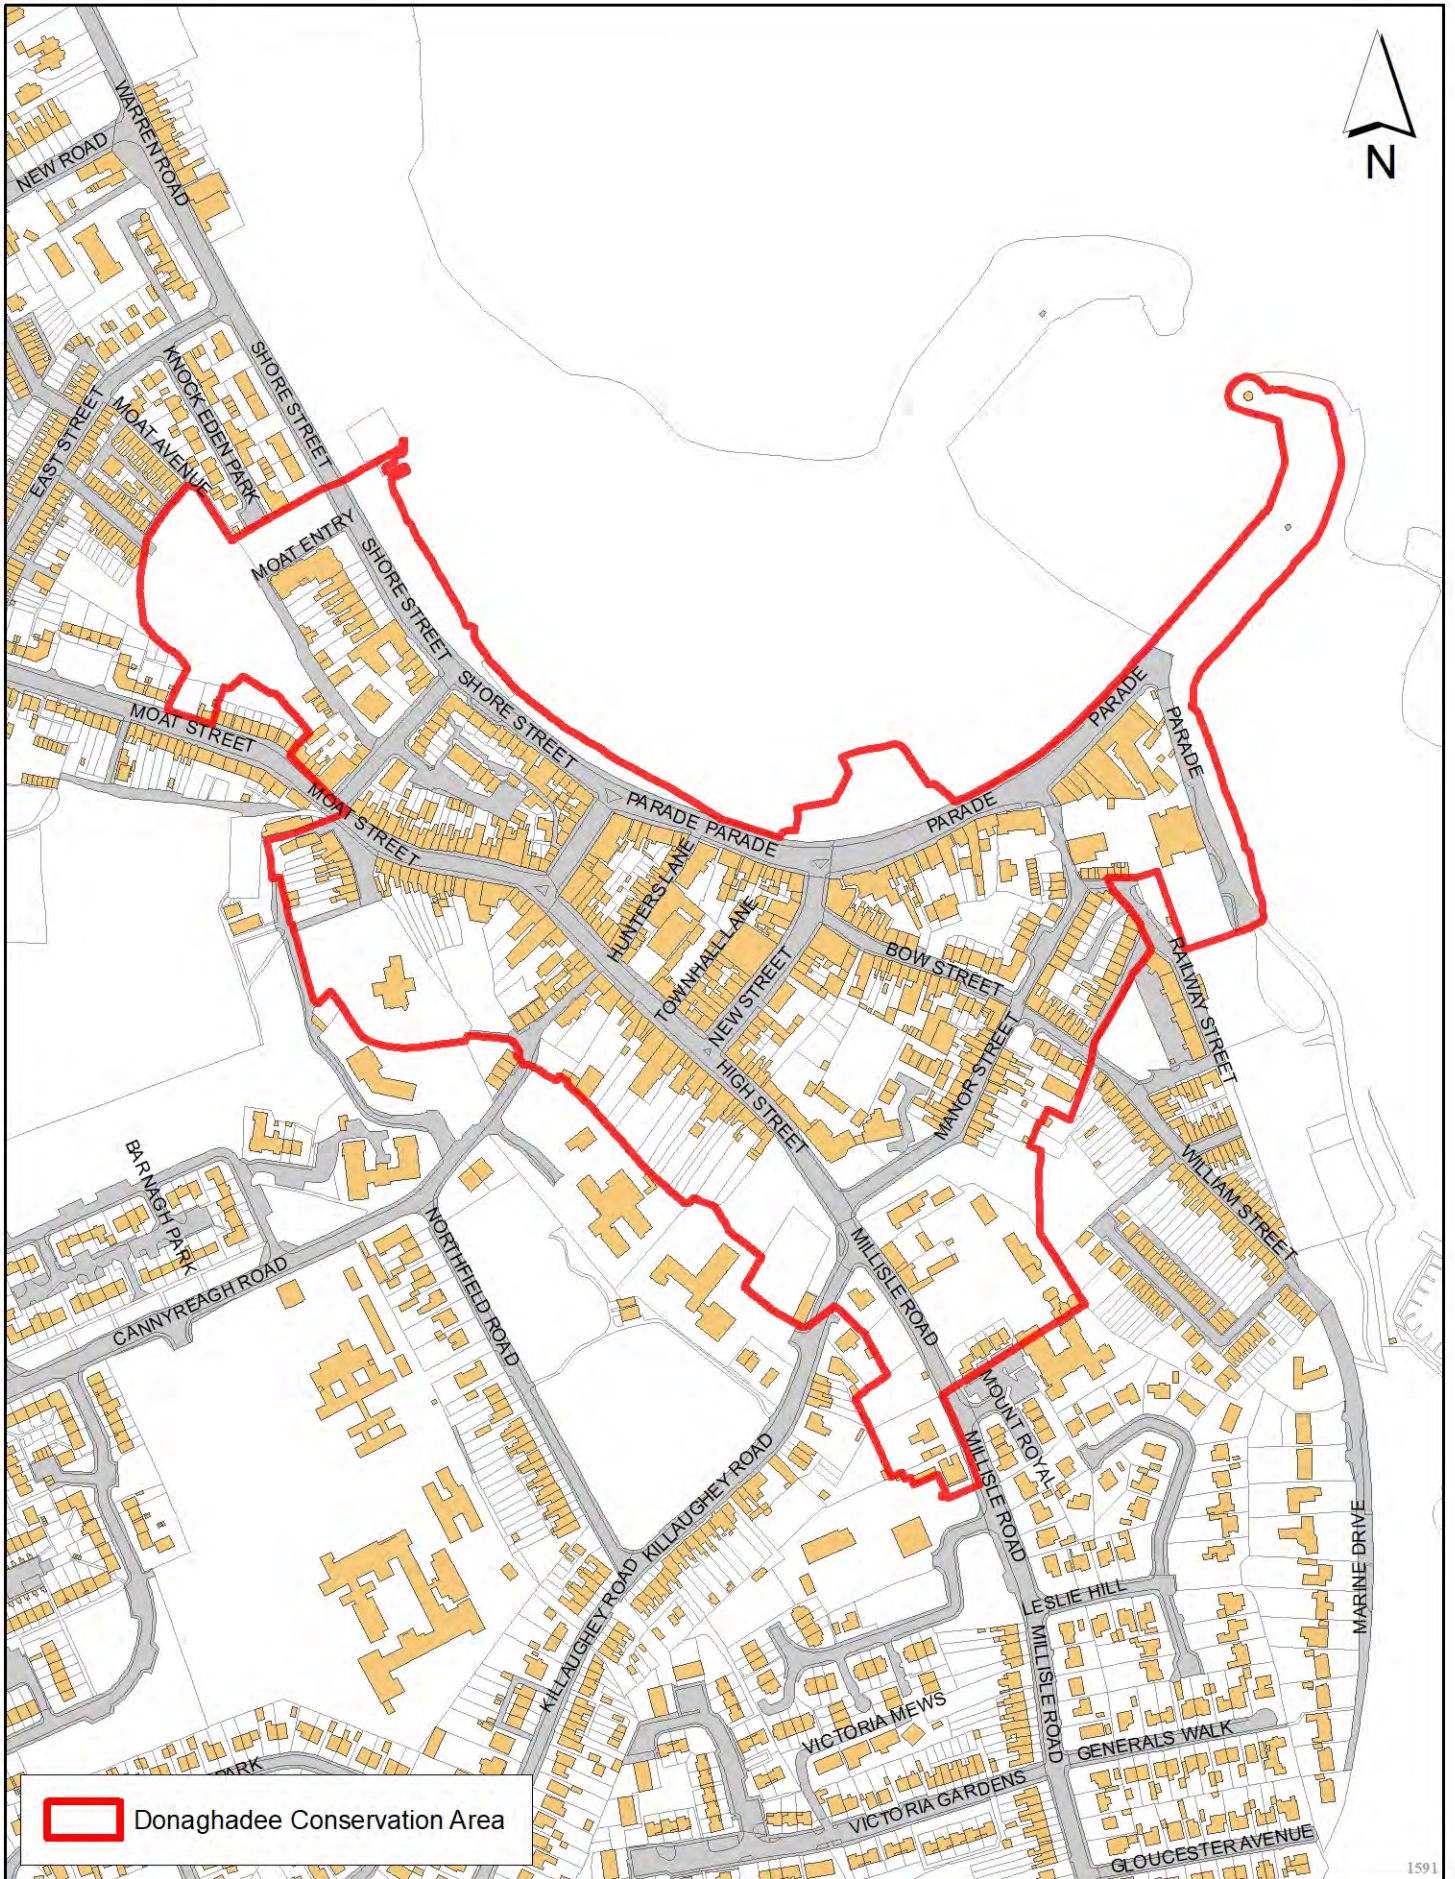 WARREN ROAD
NEW ROAD
N
SHORE STREET
KNOCK EDEN PARK
MOAT AVENUE
EAST STREET
MOAT ENTRY
SHORE STREET
SHORE STREET
MOAT STREET
MOAT STREET
PARADE
PARADE
PARADE
PARADE
PARADE
HUNTERS LANE
TOWNHALL LANE
NEW STREET
BOW STREET
RAILWAY STREET
MANOR STREET
HIGH STREET
WILLIAM STREET
BARNAGH PARK
CANNYREAGH ROAD
NORTHFIELD ROAD
MILLISLE ROAD
MOUNT ROYAL
MILLISLE ROAD
KILLAUGHEY ROAD
KILLAUGHEY ROAD
LESLIE HILL
MARINE DRIVE
MILLISLE ROAD
VICTORIA MEWS
GENERALS WALK
VICTORIA GARDENS
GLOUCESTER AVENUE
PARK
Donaghadee Conservation Area
1591